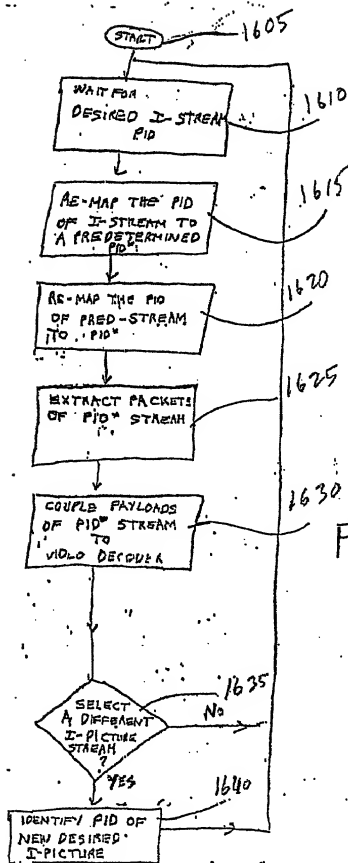 START
1605
WAIT FOR
DESIRED I-STREAM
PID
1610
RE-MAP THE PID
OF I-STREAM TO
A PREDETERMINED
PID*
1615
RE-MAP THE PID
OF PRED-STREAM
TO PID*
1620
EXTRACT PACKETS
OF PID* STREAM
1625
COUPLE PAYLOADS
OF PID* STREAM
TO
VIDEO DECODER
1630
F
SELECT
A DIFFERENT
I-PICTURE
STREAM
?
1635
NO
YES
1640
IDENTIFY PID OF
NEW DESIRED
I-PICTURE